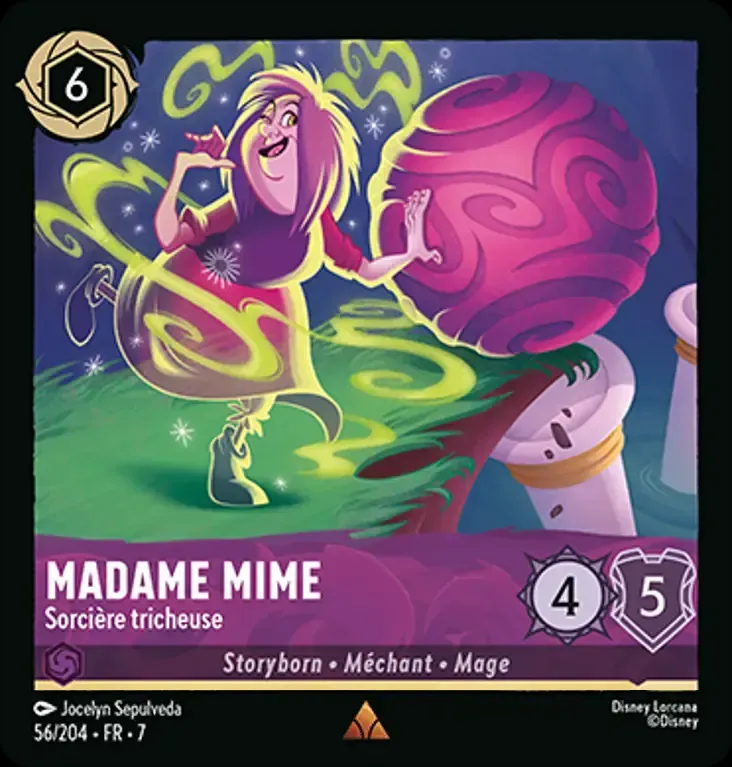 6
MADAME MIME
Sorcière tricheuse
4
5
Storyborn • Méchant • Mage
Jocelyn Sepulveda
56/204 • FR • 7
Disney Lorcana
©Disney